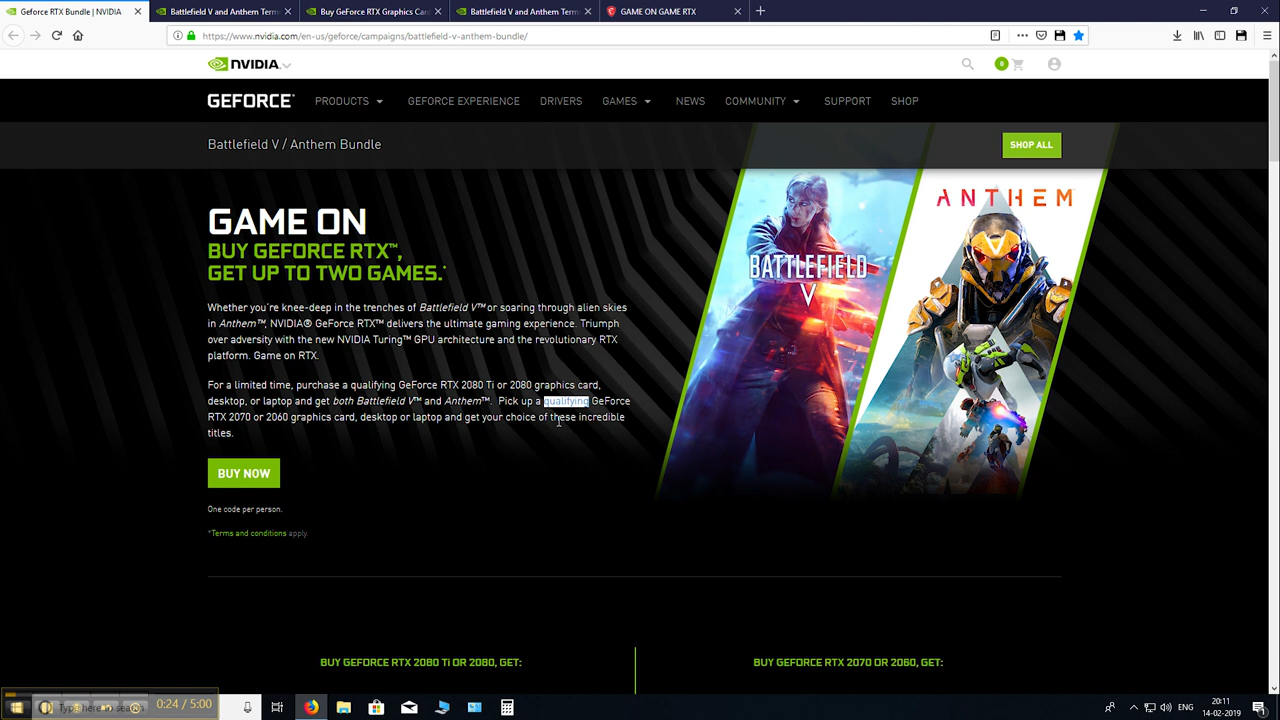 Geforce RTX Bundle | NVIDIA
Battlefield V and Anthem Term
Buy GeForce RTX Graphics Car
Battlefield V and Anthem Term
GAME ON GAME RTX
https://www.nvidia.com/en-us/geforce/campaigns/battlefield-v-anthem-bundle/
NVIDIA
0
GEFORCE
PRODUCTS
GEFORCE EXPERIENCE
DRIVERS
GAMES
NEWS
COMMUNITY
SUPPORT
SHOP
Battlefield V / Anthem Bundle
SHOP ALL
GAME ON
BUY GEFORCE RTX™,
GET UP TO TWO GAMES.*
Whether you're knee-deep in the trenches of Battlefield V™ or soaring through alien skies
in Anthem™, NVIDIA® GeForce RTX™ delivers the ultimate gaming experience. Triumph
over adversity with the new NVIDIA Turing™ GPU architecture and the revolutionary RTX
platform. Game on RTX.
For a limited time, purchase a qualifying GeForce RTX 2080 Ti or 2080 graphics card,
desktop, or laptop and get both Battlefield V™ and Anthem™. Pick up a qualifying GeForce
RTX 2070 or 2060 graphics card, desktop or laptop and get your choice of these incredible
titles.
BUY NOW
One code per person.
*Terms and conditions apply.
BATTLEFIELD
V
ANTHEM
BUY GEFORCE RTX 2080 Ti OR 2080, GET:
BUY GEFORCE RTX 2070 OR 2060, GET:
Type here to search
0:24 / 5:00
ENG
20:11
14-02-2019
1